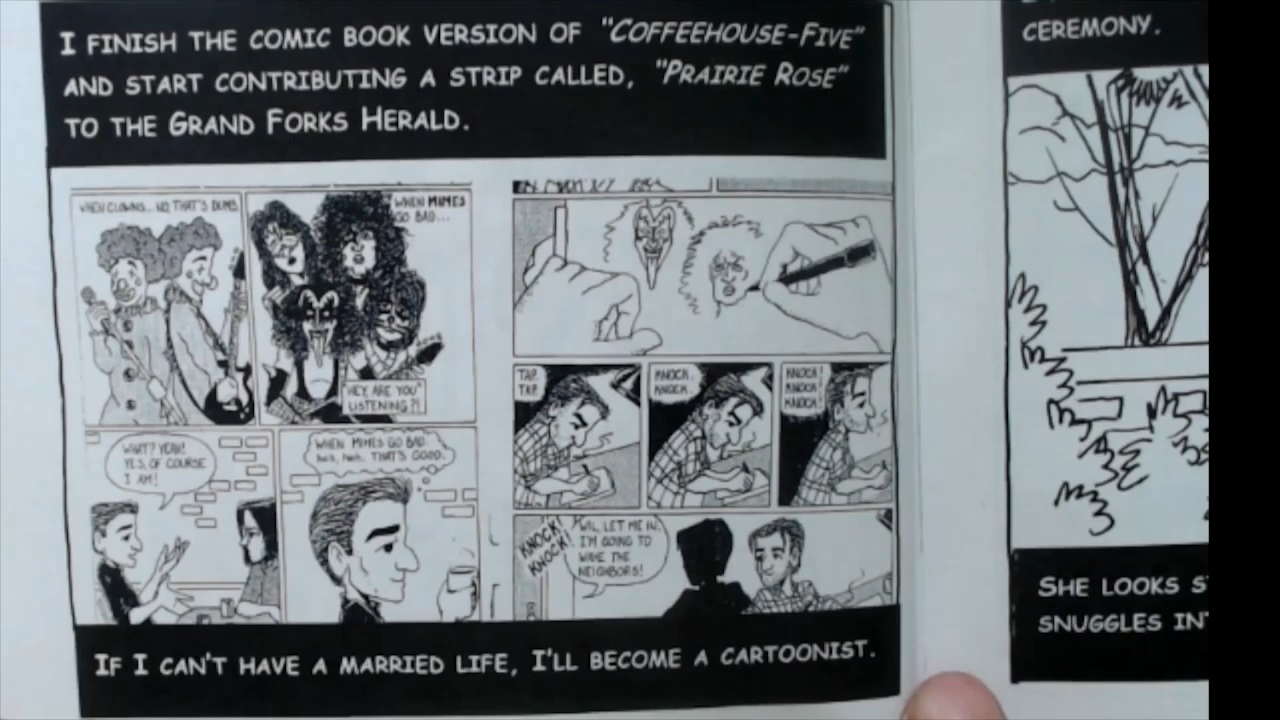 I FINISH THE COMIC BOOK VERSION OF "COFFEEHOUSE-FIVE"
AND START CONTRIBUTING A STRIP CALLED, "PRAIRIE ROSE"
TO THE GRAND FORKS HERALD.
WHEN CLOWNS... NO, THAT'S DUMB.
WHEN MIMES
GO BAD...
HEY, ARE YOU
LISTENING?!
WHAT? YEAH!
YES, OF COURSE
I AM!
WHEN MIMES GO BAD.
THAT'S GOOD.
TAP,
TAP.
KNOCK,
KNOCK.
KNOCK!
KNOCK!
KNOCK!
KNOCK!
KNOCK!
WIL, LET ME IN.
I'M GOING TO
WAKE THE
NEIGHBORS!
IF I CAN'T HAVE A MARRIED LIFE, I'LL BECOME A CARTOONIST.
CEREMONY.
SHE LOOKS S
SNUGGLES IN